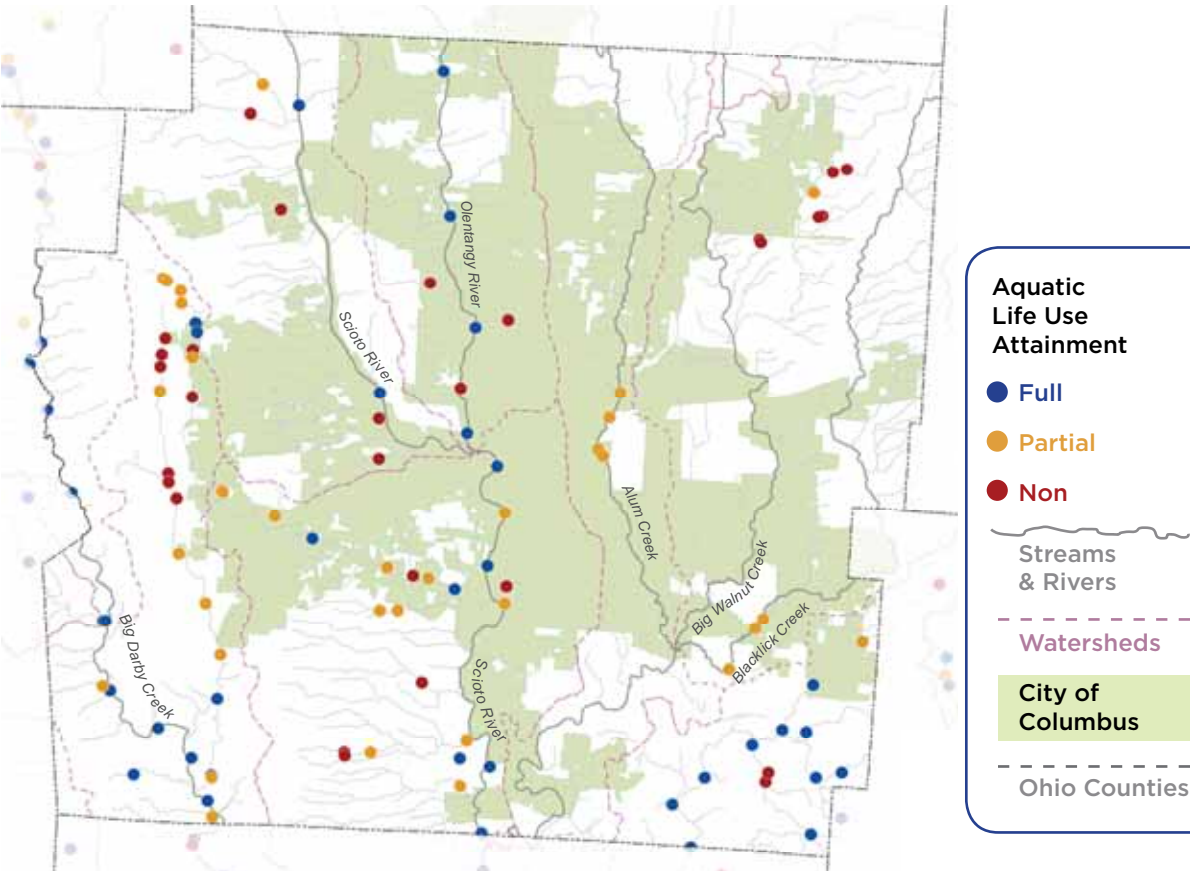 Olentangy River
Scioto River
Alum Creek
Big Walnut Creek
Blacklick Creek
Big Darby Creek
Scioto River
Aquatic
Life Use
Attainment
Full
Partial
Non
Streams
& Rivers
Watersheds
City of
Columbus
Ohio Counties